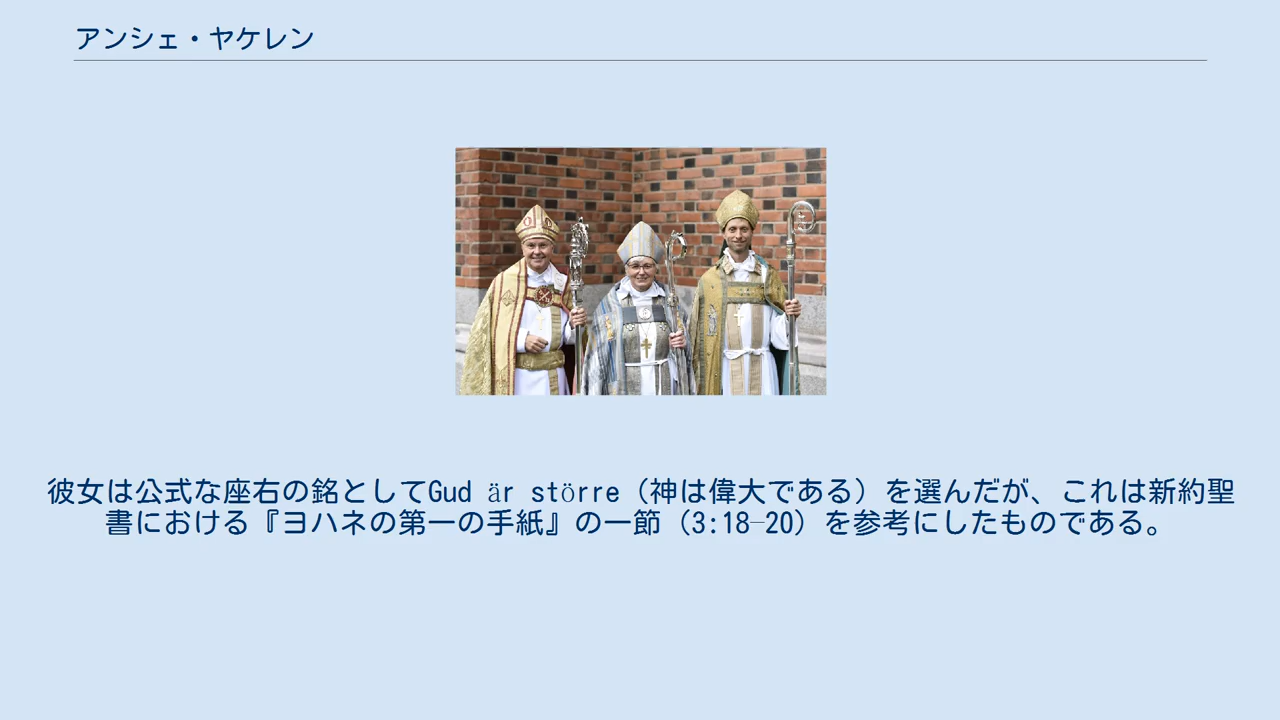 アンシェ・ヤケレン
彼女は公式な座右の銘としてGud är större（神は偉大である）を選んだが、これは新約聖
書における『ヨハネの第一の手紙』の一節（3:18–20）を参考にしたものである。